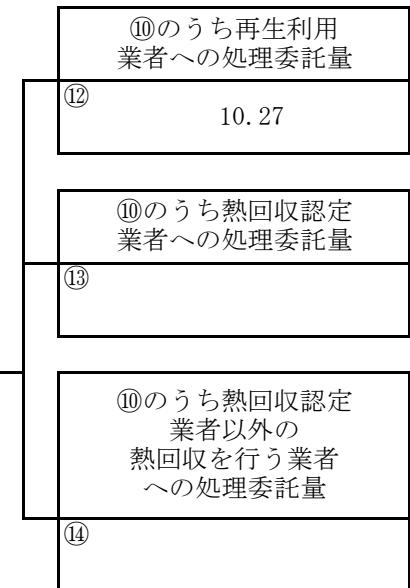 ⑩のうち再生利用
業者への処理委託量
⑫
10.27
⑩のうち熱回収認定
業者への処理委託量
⑬
⑩のうち熱回収認定
業者以外の
熱回収を行う業者
への処理委託量
⑭